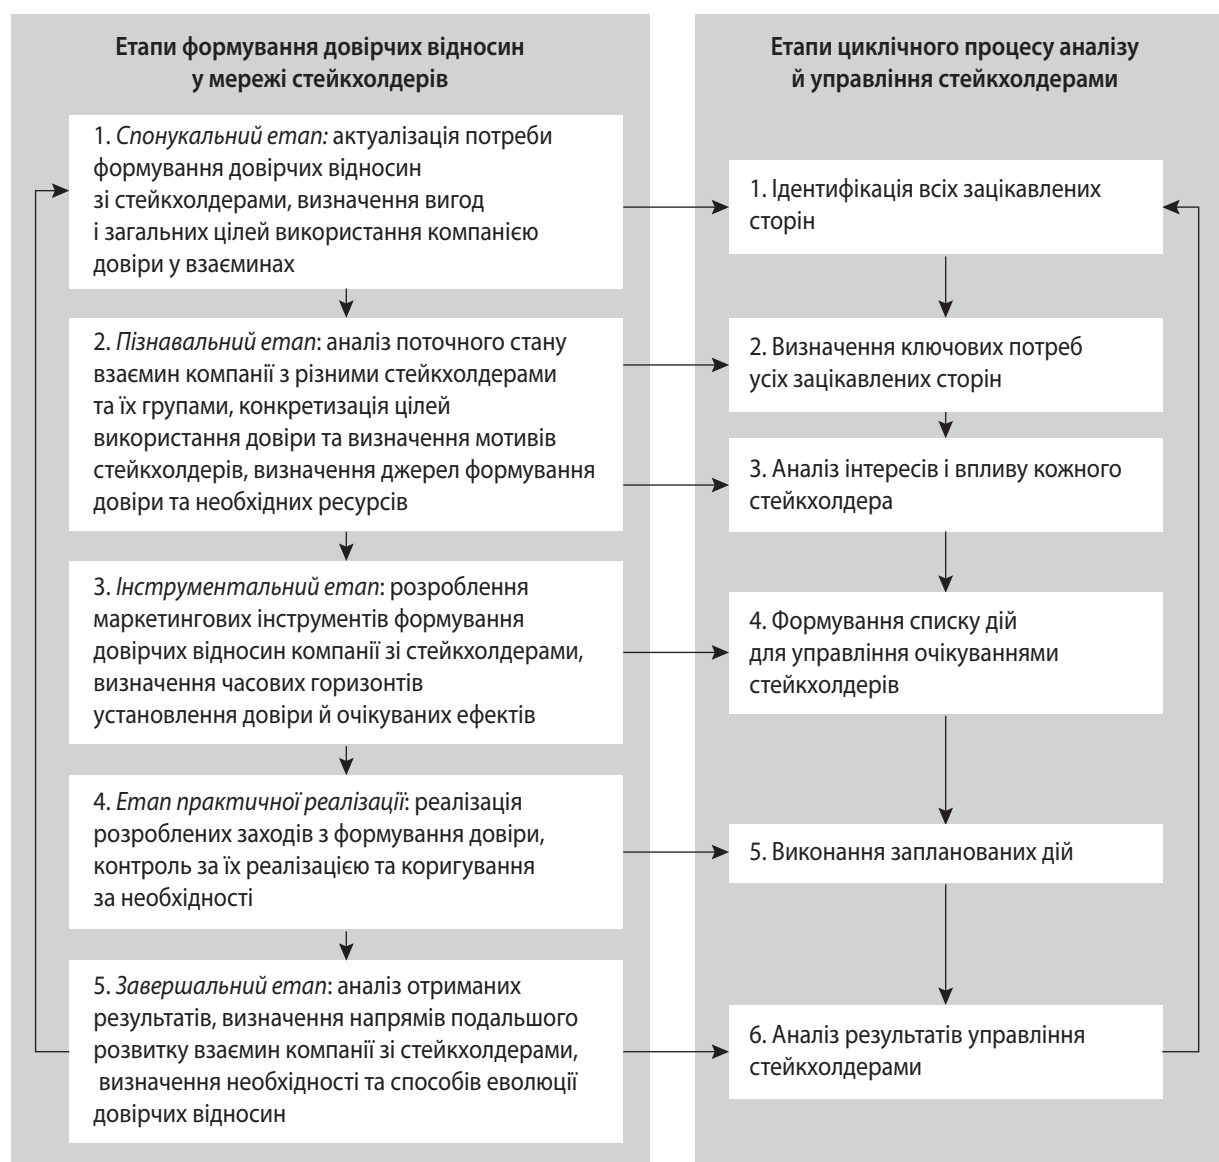 Етапи формування довірчих відносин
у мережі стейкхолдерів
1. Спонукальний етап: актуалізація потреби
формування довірчих відносин
зі стейкхолдерами, визначення вигод
і загальних цілей використання компанією
довіри у взаєминах
2. Пізнавальний етап: аналіз поточного стану
взаємин компанії з різними стейкхолдерами
та їх групами, конкретизація цілей
використання довіри та визначення мотивів
стейкхолдерів, визначення джерел формування
довіри та необхідних ресурсів
3. Інструментальний етап: розроблення
маркетингових інструментів формування
довірчих відносин компанії зі стейкхолдерами,
визначення часових горизонтів
установлення довіри й очікуваних ефектів
4. Етап практичної реалізації: реалізація
розроблених заходів з формування довіри,
контроль за їх реалізацією та коригування
за необхідності
5. Завершальний етап: аналіз отриманих
результатів, визначення напрямів подальшого
розвитку взаємин компанії зі стейкхолдерами,
визначення необхідності та способів еволюції
довірчих відносин
Етапи циклічного процесу аналізу
й управління стейкхолдерами
1. Ідентифікація всіх зацікавлених
сторін
2. Визначення ключових потреб
усіх зацікавлених сторін
3. Аналіз інтересів і впливу кожного
стейкхолдера
4. Формування списку дій
для управління очікуваннями
стейкхолдерів
5. Виконання запланованих дій
6. Аналіз результатів управління
стейкхолдерами